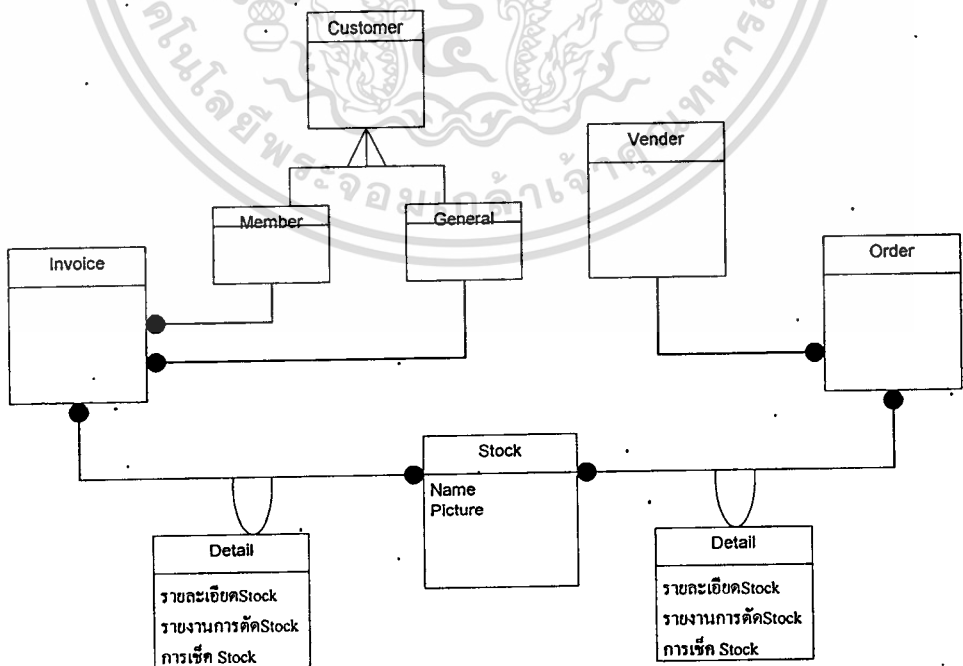 Customer
Vender
Member
General
Invoice
Order
Stock
Name
Picture
Detail
รายละเอียดStock
รายงานการตัดStock
การเช็ค Stock
Detail
รายละเอียดStock
รายงานการตัดStock
การเช็ค Stock